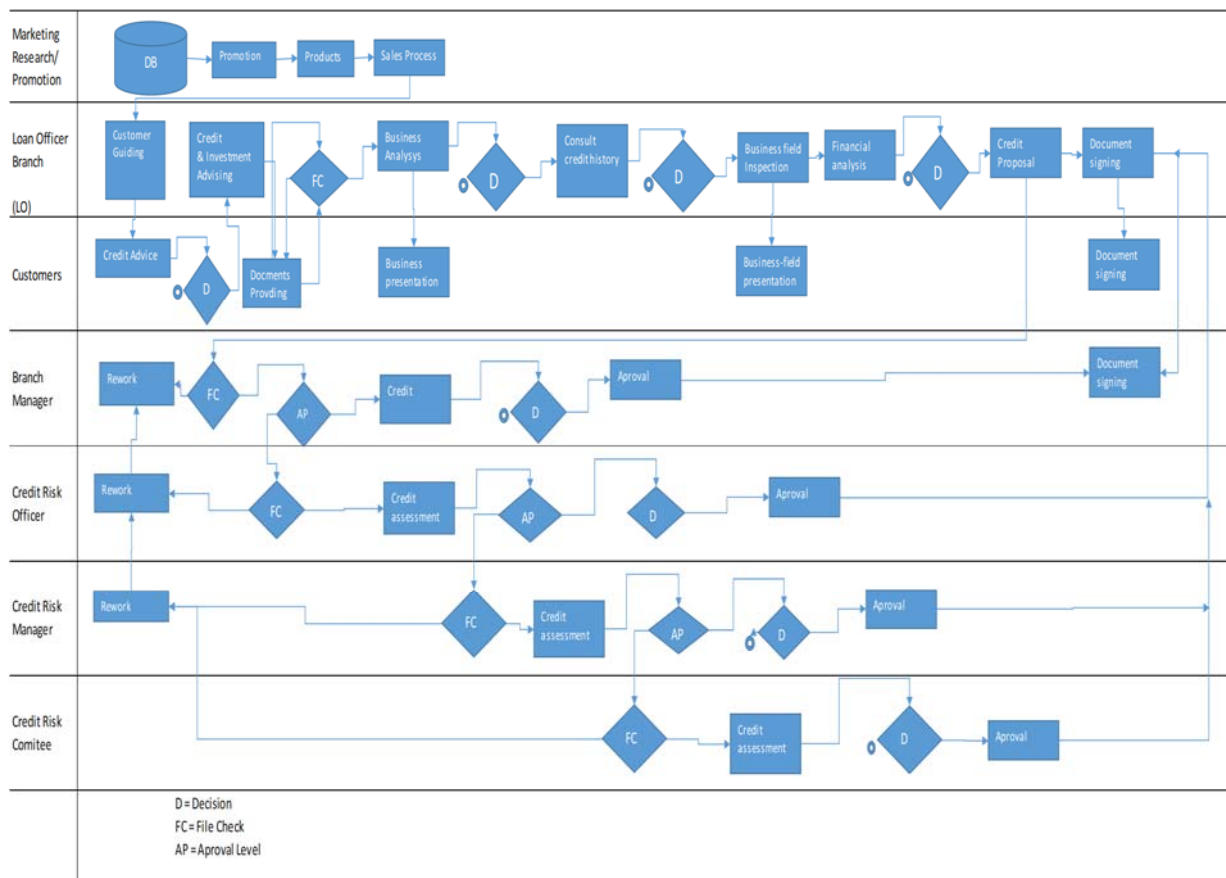 Marketing
Research/
Promotion
DB
Promotion
Products
Sales Process
Loan Officer
Branch
(LO)
Customer
Guiding
Credit
& Investment
Advising
FC
Business
Analysys
D
Consult
credit history
D
Business field
Inspection
Financial
analysis
D
Credit
Proposal
Document
signing
Customers
Credit Advice
D
Docments
Provding
Business
presentation
Business-field
presentation
Document
signing
Branch
Manager
Rework
FC
AP
Credit
D
Aproval
Document
signing
Credit Risk
Officer
Rework
FC
Credit
assessment
AP
D
Aproval
Credit Risk
Manager
Rework
FC
Credit
assessment
AP
D
Aproval
Credit Risk
Comitee
FC
Credit
assessment
D
Aproval
D = Decision
FC = File Check
AP = Aproval Level